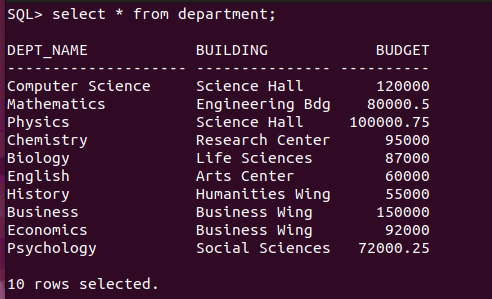 SQL> select * from department;
DEPT_NAME            BUILDING            BUDGET
-------------------- --------------- ----------
Computer Science     Science Hall        120000
Mathematics          Engineering Bdg    80000.5
Physics              Science Hall     100000.75
Chemistry            Research Center      95000
Biology              Life Sciences        87000
English              Arts Center          60000
History              Humanities Wing      55000
Business             Business Wing       150000
Economics            Business Wing        92000
Psychology           Social Sciences   72000.25
10 rows selected.